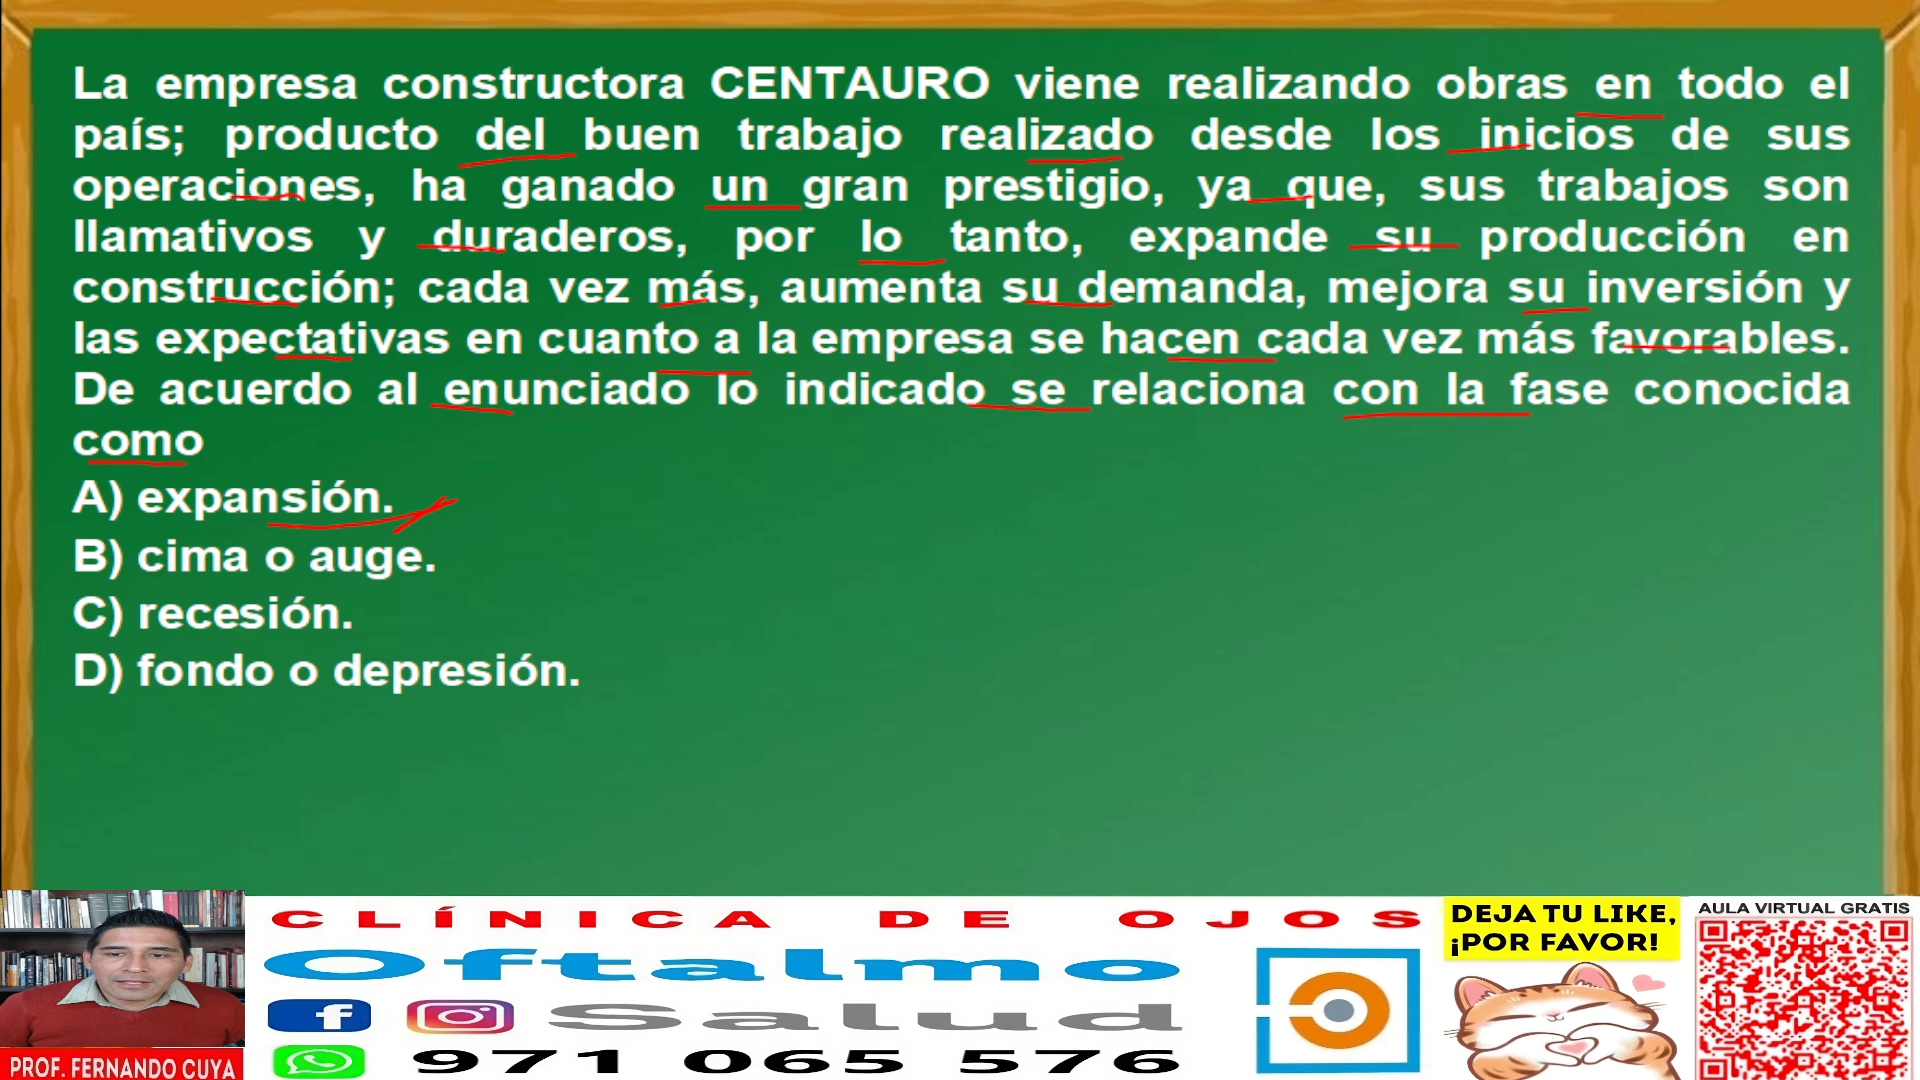 La empresa constructora CENTAURO viene realizando obras en todo el
país; producto del buen trabajo realizado desde los inicios de sus
operaciones, ha ganado un gran prestigio, ya que, sus trabajos son
llamativos y duraderos, por lo tanto, expande su producción en
construcción; cada vez más, aumenta su demanda, mejora su inversión y
las expectativas en cuanto a la empresa se hacen cada vez más favorables.
De acuerdo al enunciado lo indicado se relaciona con la fase conocida
como
A) expansión.
B) cima o auge.
C) recesión.
D) fondo o depresión.
PROF. FERNANDO CUYA
CLÍNICA DE OJOS
Oftalmo
Salud
971 065 576
DEJA TU LIKE,
¡POR FAVOR!
AULA VIRTUAL GRATIS